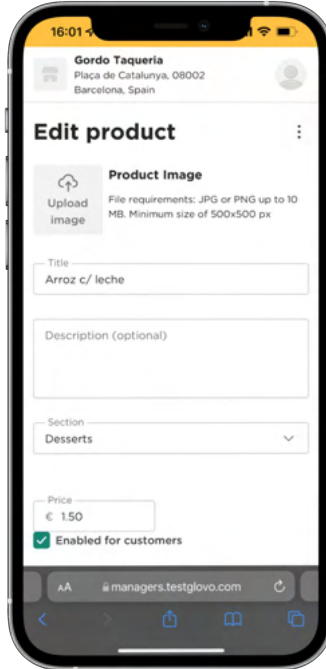 16:01
Gordo Taqueria
Plaça de Catalunya, 08002
Barcelona, Spain
Edit product
Upload
image
Product Image
File requirements: JPG or PNG up to 10
MB. Minimum size of 500x500 px
Title
Arroz c/ leche
Description (optional)
Section
Desserts
Price
€ 1.50
Enabled for customers
AA
managers.testglovo.com